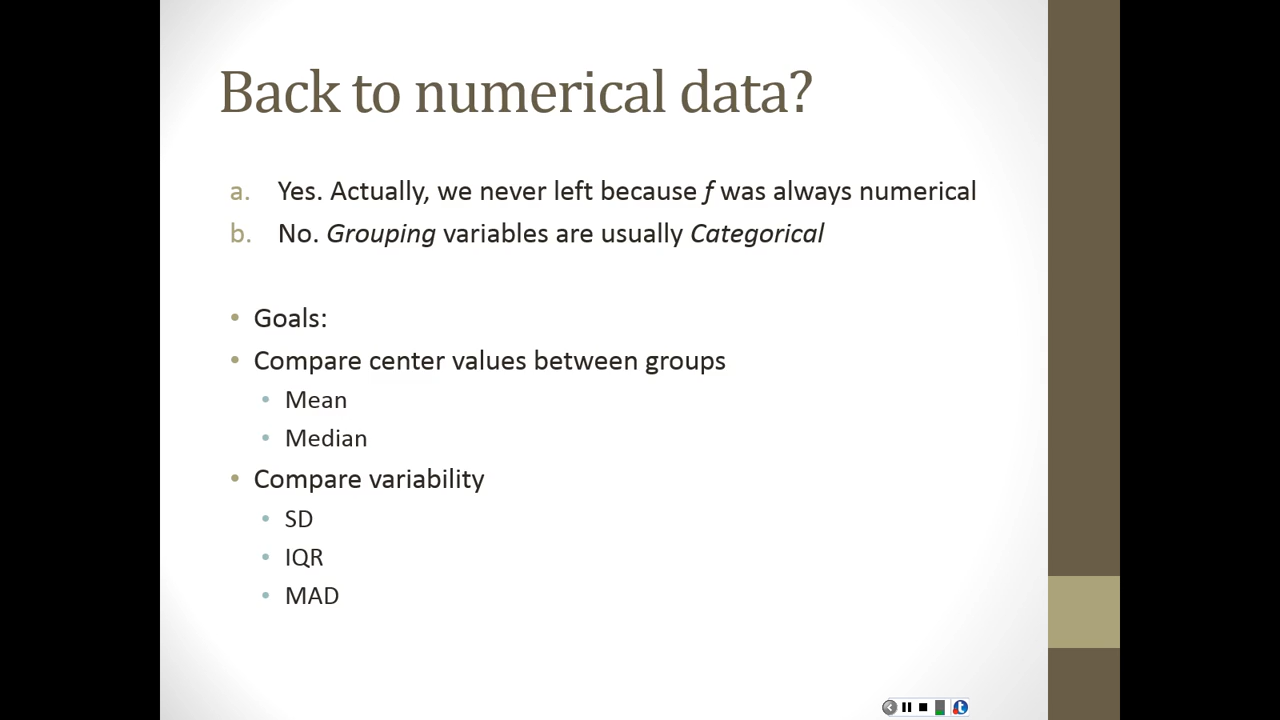 Back to numerical data?
a. Yes. Actually, we never left because f was always numerical
b. No. Grouping variables are usually Categorical
• Goals:
• Compare center values between groups
• Mean
• Median
• Compare variability
• SD
• IQR
• MAD